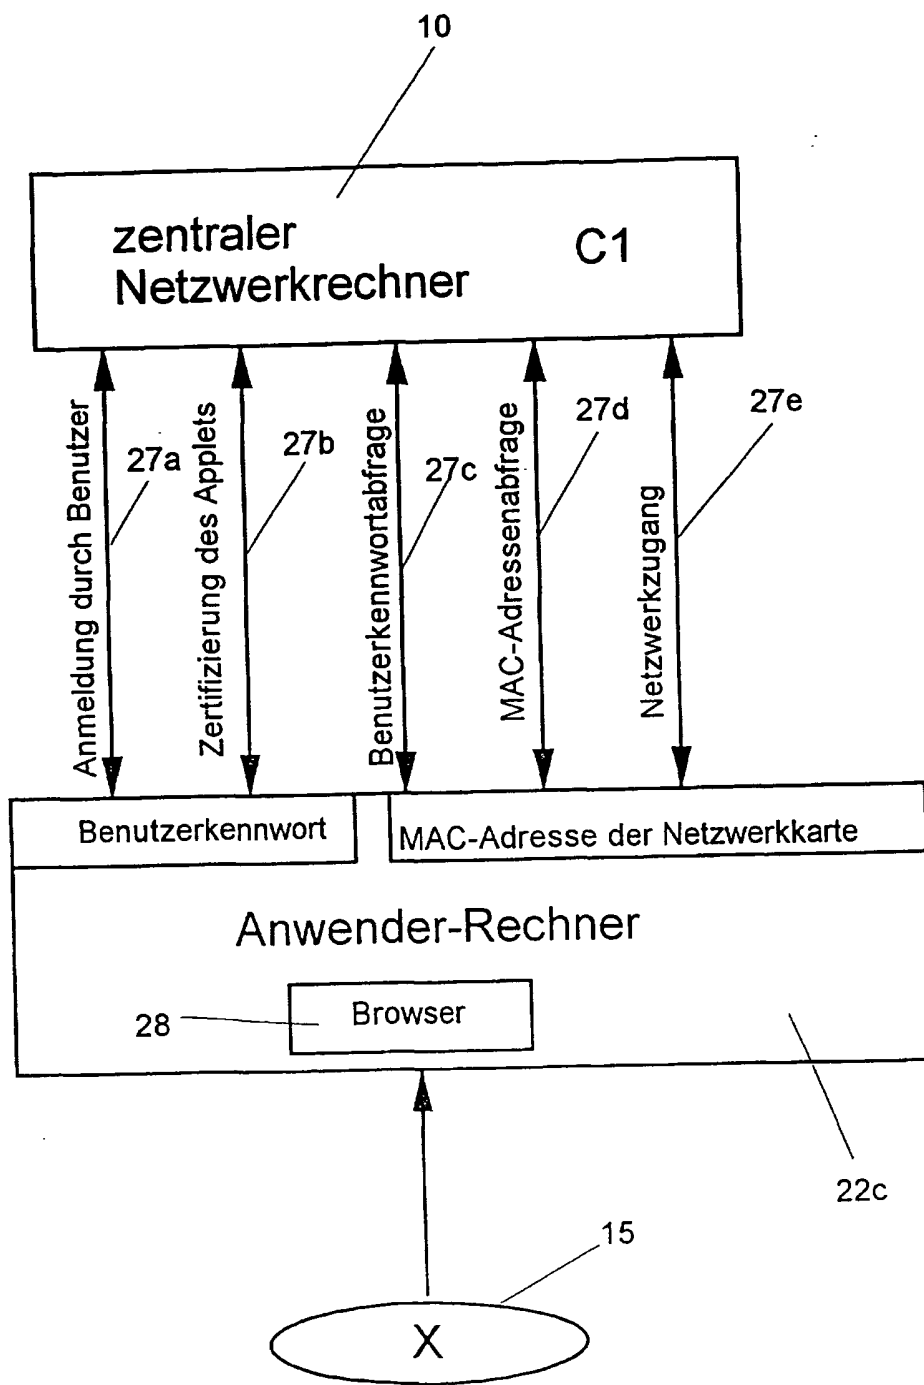 10
zentraler
Netzwerkrechner
C1
Anmeldung durch Benutzer
27a
Zertifizierung des Applets
27b
Benutzerkennwortabfrage
27c
MAC-Adressenabfrage
27d
Netzwerkzugang
27e
Benutzerkennwort
MAC-Adresse der Netzwerkkarte
Anwender-Rechner
28
Browser
22c
15
X